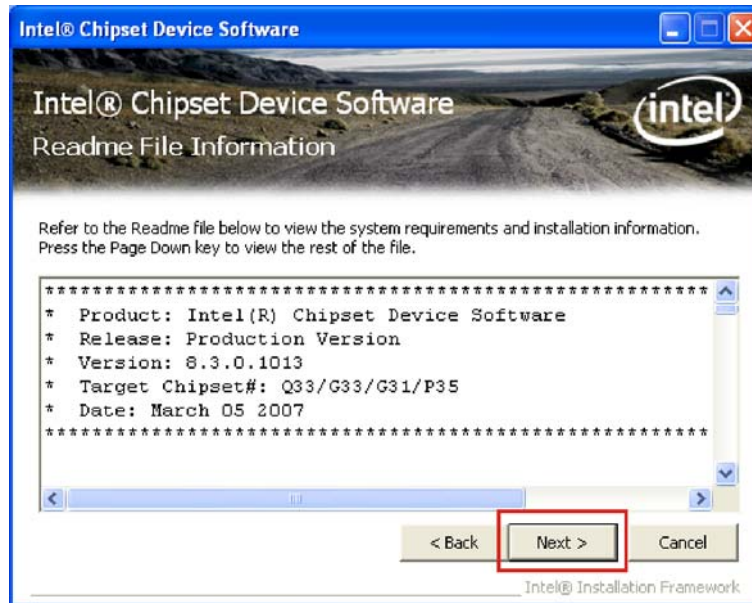 Intel® Chipset Device Software
Intel® Chipset Device Software
intel
Readme File Information
Refer to the Readme file below to view the system requirements and installation information.
Press the Page Down key to view the rest of the file.
********************************************************
* Product: Intel(R) Chipset Device Software
* Release: Production Version
* Version: 8.3.0.1013
* Target Chipset#: Q33/G33/G31/P35
* Date: March 05 2007
********************************************************
< Back
Next >
Cancel
Intel® Installation Framework